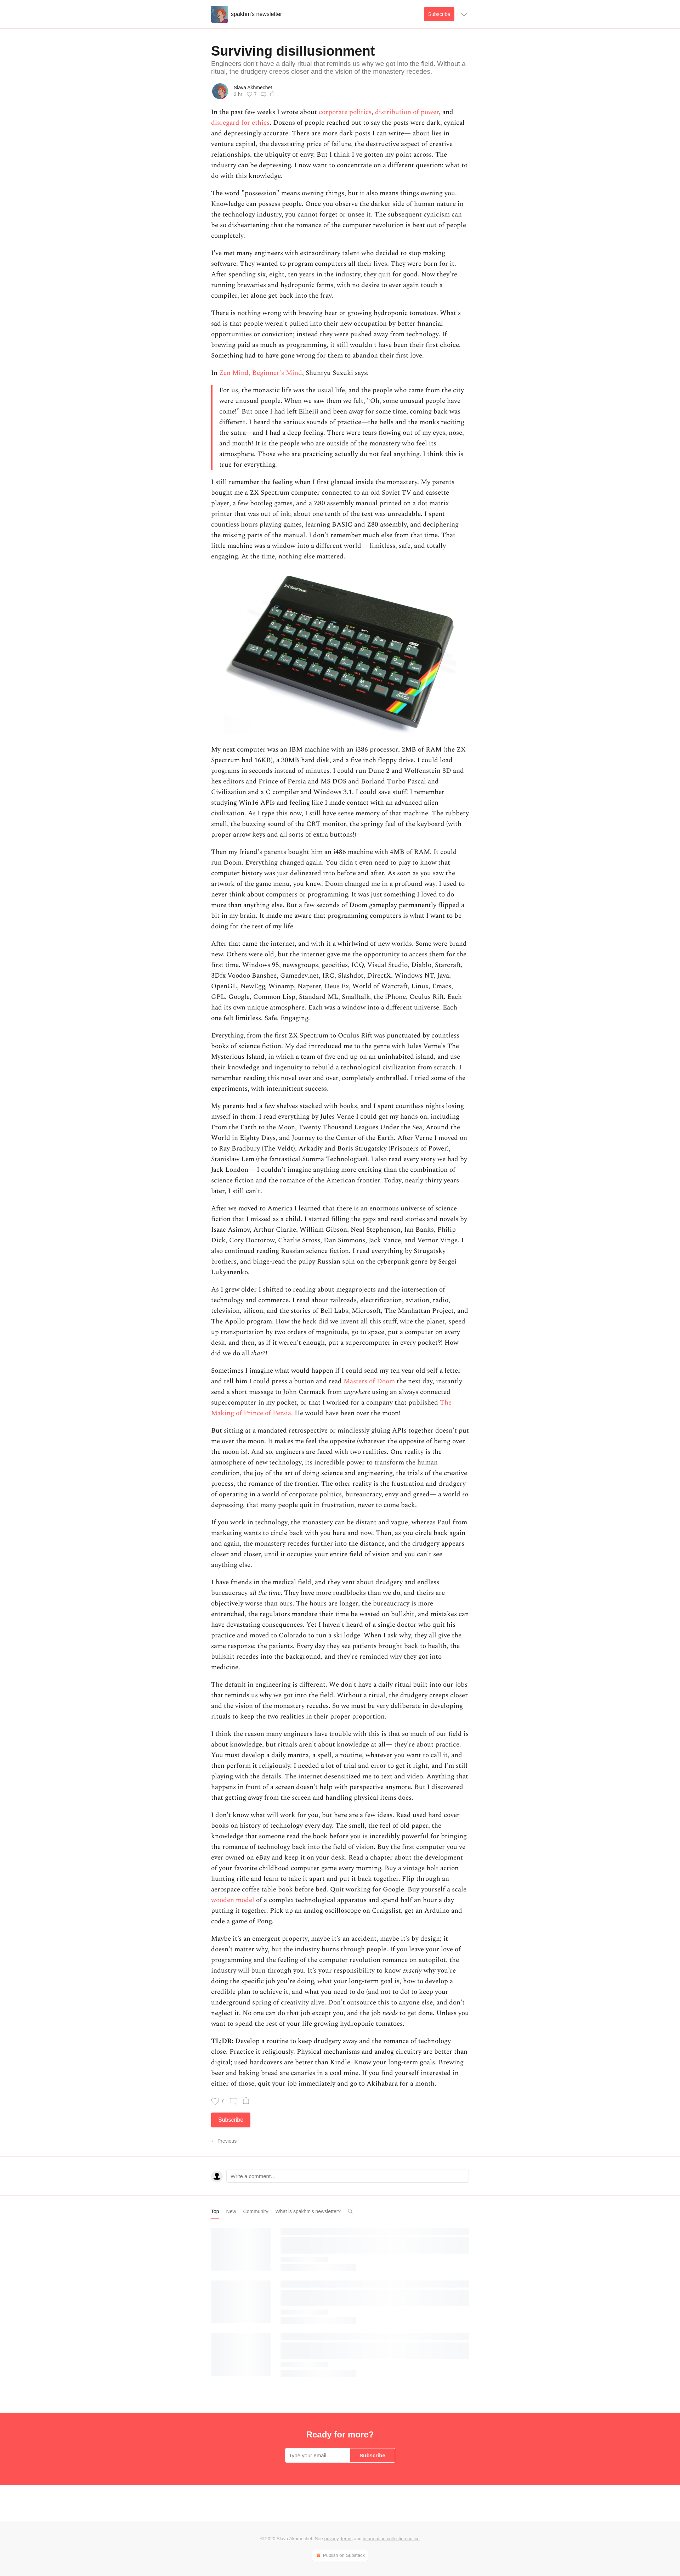 spakhm's newsletter
Subscribe
Surviving disillusionment
Engineers don't have a daily ritual that reminds us why we got into the field. Without a
ritual, the drudgery creeps closer and the vision of the monastery recedes.
Slava Akhmechet
3 hr 7
In the past few weeks I wrote about corporate politics, distribution of power, and
disregard for ethics. Dozens of people reached out to say the posts were dark, cynical
and depressingly accurate. There are more dark posts I can write— about lies in
venture capital, the devastating price of failure, the destructive aspect of creative
relationships, the ubiquity of envy. But I think I've gotten my point across. The
industry can be depressing. I now want to concentrate on a different question: what to
do with this knowledge.
The word "possession" means owning things, but it also means things owning you.
Knowledge can possess people. Once you observe the darker side of human nature in
the technology industry, you cannot forget or unsee it. The subsequent cynicism can
be so disheartening that the romance of the computer revolution is beat out of people
completely.
I've met many engineers with extraordinary talent who decided to stop making
software. They wanted to program computers all their lives. They were born for it.
After spending six, eight, ten years in the industry, they quit for good. Now they're
running breweries and hydroponic farms, with no desire to ever again touch a
compiler, let alone get back into the fray.
There is nothing wrong with brewing beer or growing hydroponic tomatoes. What's
sad is that people weren't pulled into their new occupation by better financial
opportunities or conviction; instead they were pushed away from technology. If
brewing paid as much as programming, it still wouldn't have been their first choice.
Something had to have gone wrong for them to abandon their first love.
In Zen Mind, Beginner's Mind, Shunryu Suzuki says:
For us, the monastic life was the usual life, and the people who came from the city
were unusual people. When we saw them we felt, “Oh, some unusual people have
come!” But once I had left Eiheiji and been away for some time, coming back was
different. I heard the various sounds of practice—the bells and the monks reciting
the sutra—and I had a deep feeling. There were tears flowing out of my eyes, nose,
and mouth! It is the people who are outside of the monastery who feel its
atmosphere. Those who are practicing actually do not feel anything. I think this is
true for everything.
I still remember the feeling when I first glanced inside the monastery. My parents
bought me a ZX Spectrum computer connected to an old Soviet TV and cassette
player, a few bootleg games, and a Z80 assembly manual printed on a dot matrix
printer that was out of ink; about one tenth of the text was unreadable. I spent
countless hours playing games, learning BASIC and Z80 assembly, and deciphering
the missing parts of the manual. I don't remember much else from that time. That
little machine was a window into a different world— limitless, safe, and totally
engaging. At the time, nothing else mattered.
ZX Spectrum
My next computer was an IBM machine with an i386 processor, 2MB of RAM (the ZX
Spectrum had 16KB), a 30MB hard disk, and a five inch floppy drive. I could load
programs in seconds instead of minutes. I could run Dune 2 and Wolfenstein 3D and
hex editors and Prince of Persia and MS DOS and Borland Turbo Pascal and
Civilization and a C compiler and Windows 3.1. I could save stuff! I remember
studying Win16 APIs and feeling like I made contact with an advanced alien
civilization. As I type this now, I still have sense memory of that machine. The rubbery
smell, the buzzing sound of the CRT monitor, the springy feel of the keyboard (with
proper arrow keys and all sorts of extra buttons!)
Then my friend's parents bought him an i486 machine with 4MB of RAM. It could
run Doom. Everything changed again. You didn't even need to play to know that
computer history was just delineated into before and after. As soon as you saw the
artwork of the game menu, you knew. Doom changed me in a profound way. I used to
never think about computers or programming. It was just something I loved to do
more than anything else. But a few seconds of Doom gameplay permanently flipped a
bit in my brain. It made me aware that programming computers is what I want to be
doing for the rest of my life.
After that came the internet, and with it a whirlwind of new worlds. Some were brand
new. Others were old, but the internet gave me the opportunity to access them for the
first time. Windows 95, newsgroups, geocities, ICQ, Visual Studio, Diablo, Starcraft,
3Dfx Voodoo Banshee, Gamedev.net, IRC, Slashdot, DirectX, Windows NT, Java,
OpenGL, NewEgg, Winamp, Napster, Deus Ex, World of Warcraft, Linux, Emacs,
GPL, Google, Common Lisp, Standard ML, Smalltalk, the iPhone, Oculus Rift. Each
had its own unique atmosphere. Each was a window into a different universe. Each
one felt limitless. Safe. Engaging.
Everything, from the first ZX Spectrum to Oculus Rift was punctuated by countless
books of science fiction. My dad introduced me to the genre with Jules Verne's The
Mysterious Island, in which a team of five end up on an uninhabited island, and use
their knowledge and ingenuity to rebuild a technological civilization from scratch. I
remember reading this novel over and over, completely enthralled. I tried some of the
experiments, with intermittent success.
My parents had a few shelves stacked with books, and I spent countless nights losing
myself in them. I read everything by Jules Verne I could get my hands on, including
From the Earth to the Moon, Twenty Thousand Leagues Under the Sea, Around the
World in Eighty Days, and Journey to the Center of the Earth. After Verne I moved on
to Ray Bradbury (The Veldt), Arkadiy and Boris Strugatsky (Prisoners of Power),
Stanislaw Lem (the fantastical Summa Technologiae). I also read every story we had by
Jack London— I couldn't imagine anything more exciting than the combination of
science fiction and the romance of the American frontier. Today, nearly thirty years
later, I still can't.
After we moved to America I learned that there is an enormous universe of science
fiction that I missed as a child. I started filling the gaps and read stories and novels by
Isaac Asimov, Arthur Clarke, William Gibson, Neal Stephenson, Ian Banks, Philip
Dick, Cory Doctorow, Charlie Stross, Dan Simmons, Jack Vance, and Vernor Vinge. I
also continued reading Russian science fiction. I read everything by Strugatsky
brothers, and binge-read the pulpy Russian spin on the cyberpunk genre by Sergei
Lukyanenko.
As I grew older I shifted to reading about megaprojects and the intersection of
technology and commerce. I read about railroads, electrification, aviation, radio,
television, silicon, and the stories of Bell Labs, Microsoft, The Manhattan Project, and
The Apollo program. How the heck did we invent all this stuff, wire the planet, speed
up transportation by two orders of magnitude, go to space, put a computer on every
desk, and then, as if it weren't enough, put a supercomputer in every pocket?! How
did we do all that?!
Sometimes I imagine what would happen if I could send my ten year old self a letter
and tell him I could press a button and read Masters of Doom the next day, instantly
send a short message to John Carmack from anywhere using an always connected
supercomputer in my pocket, or that I worked for a company that published The
Making of Prince of Persia. He would have been over the moon!
But sitting at a mandated retrospective or mindlessly gluing APIs together doesn't put
me over the moon. It makes me feel the opposite (whatever the opposite of being over
the moon is). And so, engineers are faced with two realities. One reality is the
atmosphere of new technology, its incredible power to transform the human
condition, the joy of the art of doing science and engineering, the trials of the creative
process, the romance of the frontier. The other reality is the frustration and drudgery
of operating in a world of corporate politics, bureaucracy, envy and greed— a world so
depressing, that many people quit in frustration, never to come back.
If you work in technology, the monastery can be distant and vague, whereas Paul from
marketing wants to circle back with you here and now. Then, as you circle back again
and again, the monastery recedes further into the distance, and the drudgery appears
closer and closer, until it occupies your entire field of vision and you can't see
anything else.
I have friends in the medical field, and they vent about drudgery and endless
bureaucracy all the time. They have more roadblocks than we do, and theirs are
objectively worse than ours. The hours are longer, the bureaucracy is more
entrenched, the regulators mandate their time be wasted on bullshit, and mistakes can
have devastating consequences. Yet I haven't heard of a single doctor who quit his
practice and moved to Colorado to run a ski lodge. When I ask why, they all give the
same response: the patients. Every day they see patients brought back to health, the
bullshit recedes into the background, and they're reminded why they got into
medicine.
The default in engineering is different. We don't have a daily ritual built into our jobs
that reminds us why we got into the field. Without a ritual, the drudgery creeps closer
and the vision of the monastery recedes. So we must be very deliberate in developing
rituals to keep the two realities in their proper proportion.
I think the reason many engineers have trouble with this is that so much of our field is
about knowledge, but rituals aren't about knowledge at all— they're about practice.
You must develop a daily mantra, a spell, a routine, whatever you want to call it, and
then perform it religiously. I needed a lot of trial and error to get it right, and I'm still
playing with the details. The internet desensitized me to text and video. Anything that
happens in front of a screen doesn't help with perspective anymore. But I discovered
that getting away from the screen and handling physical items does.
I don't know what will work for you, but here are a few ideas. Read used hard cover
books on history of technology every day. The smell, the feel of old paper, the
knowledge that someone read the book before you is incredibly powerful for bringing
the romance of technology back into the field of vision. Buy the first computer you've
ever owned on eBay and keep it on your desk. Read a chapter about the development
of your favorite childhood computer game every morning. Buy a vintage bolt action
hunting rifle and learn to take it apart and put it back together. Flip through an
aerospace coffee table book before bed. Quit working for Google. Buy yourself a scale
wooden model of a complex technological apparatus and spend half an hour a day
putting it together. Pick up an analog oscilloscope on Craigslist, get an Arduino and
code a game of Pong.
Maybe it's an emergent property, maybe it's an accident, maybe it's by design; it
doesn't matter why, but the industry burns through people. If you leave your love of
programming and the feeling of the computer revolution romance on autopilot, the
industry will burn through you. It's your responsibility to know exactly why you're
doing the specific job you're doing, what your long-term goal is, how to develop a
credible plan to achieve it, and what you need to do (and not to do) to keep your
underground spring of creativity alive. Don't outsource this to anyone else, and don't
neglect it. No one can do that job except you, and the job needs to get done. Unless you
want to spend the rest of your life growing hydroponic tomatoes.
TL;DR: Develop a routine to keep drudgery away and the romance of technology
close. Practice it religiously. Physical mechanisms and analog circuitry are better than
digital; used hardcovers are better than Kindle. Know your long-term goals. Brewing
beer and baking bread are canaries in a coal mine. If you find yourself interested in
either of those, quit your job immediately and go to Akihabara for a month.
7
Subscribe
← Previous
Write a comment…
Top New Community What is spakhm's newsletter?
Ready for more?
Type your email… Subscribe
© 2020 Slava Akhmechet. See privacy, terms and information collection notice
Publish on Substack